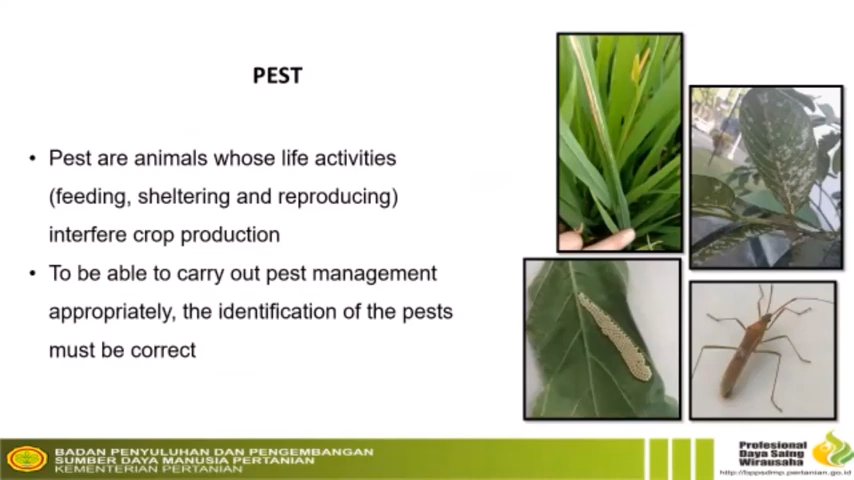 PEST
• Pest are animals whose life activities
(feeding, sheltering and reproducing)
interfere crop production
• To be able to carry out pest management
appropriately, the identification of the pests
must be correct
BADAN PENYULUHAN DAN PENGEMBANGAN
SUMBER DAYA MANUSIA PERTANIAN
KEMENTERIAN PERTANIAN
Profesional
Daya Saing
Wirausaha
http://bppsdmp.pertanian.go.id